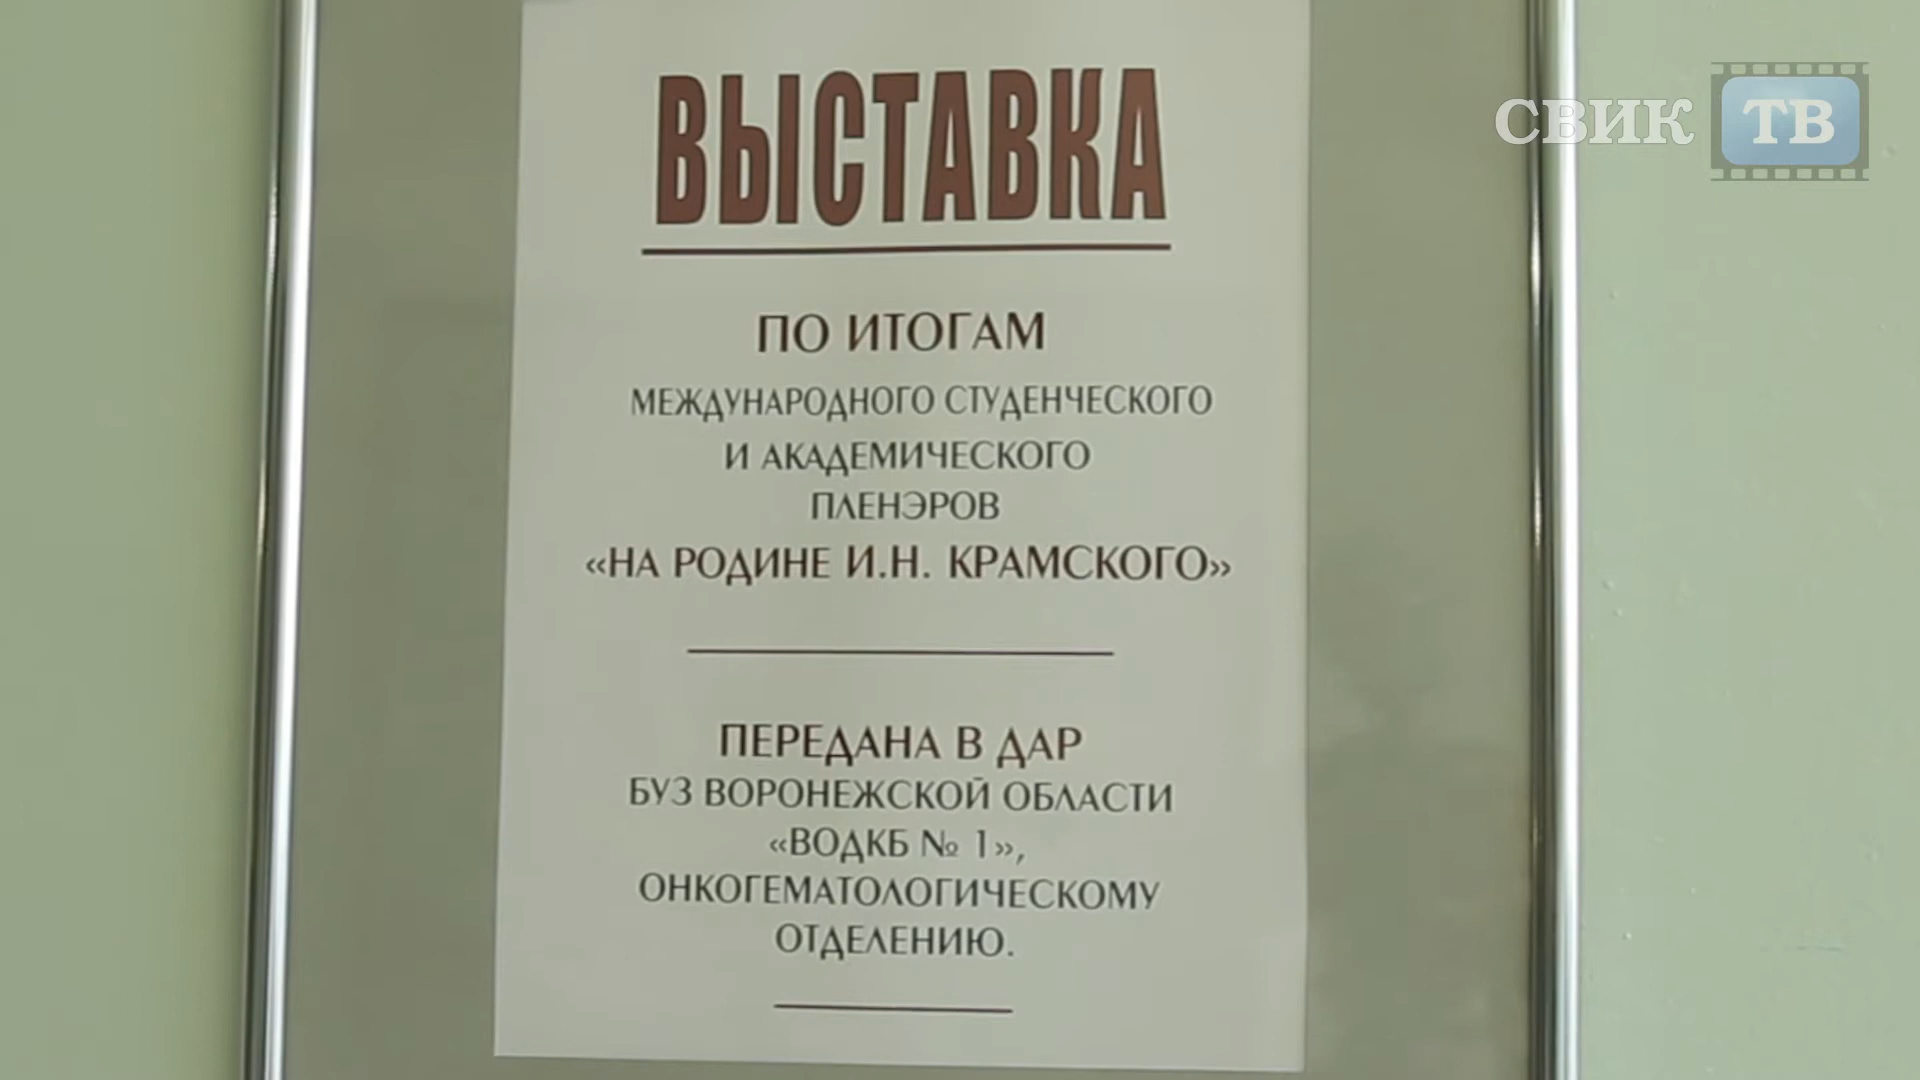 СВИК ТВ
ВЫСТАВКА
ПО ИТОГАМ
МЕЖДУНАРОДНОГО СТУДЕНЧЕСКОГО
И АКАДЕМИЧЕСКОГО
ПЛЕНЭРОВ
«НА РОДИНЕ И.Н. КРАМСКОГО»
ПЕРЕДАНА В ДАР
БУЗ ВОРОНЕЖСКОЙ ОБЛАСТИ
«ВОДКБ № 1»,
ОНКОГЕМАТОЛОГИЧЕСКОМУ
ОТДЕЛЕНИЮ.